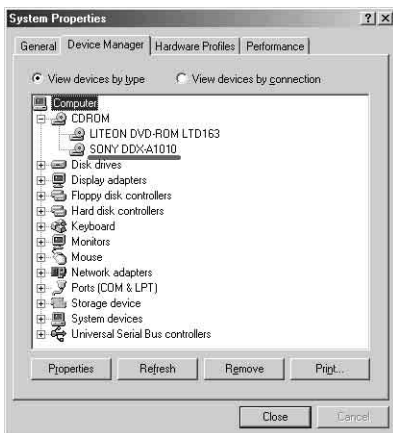 System Properties
General Device Manager Hardware Profiles Performance
View devices by type View devices by connection
Computer
CDROM
LITEON DVD-ROM LTD163
SONY DDX-A1010
Disk drives
Display adapters
Floppy disk controllers
Hard disk controllers
Keyboard
Monitors
Mouse
Network adapters
Ports (COM & LPT)
Storage device
System devices
Universal Serial Bus controllers
Properties Refresh Remove Print...
Close Cancel